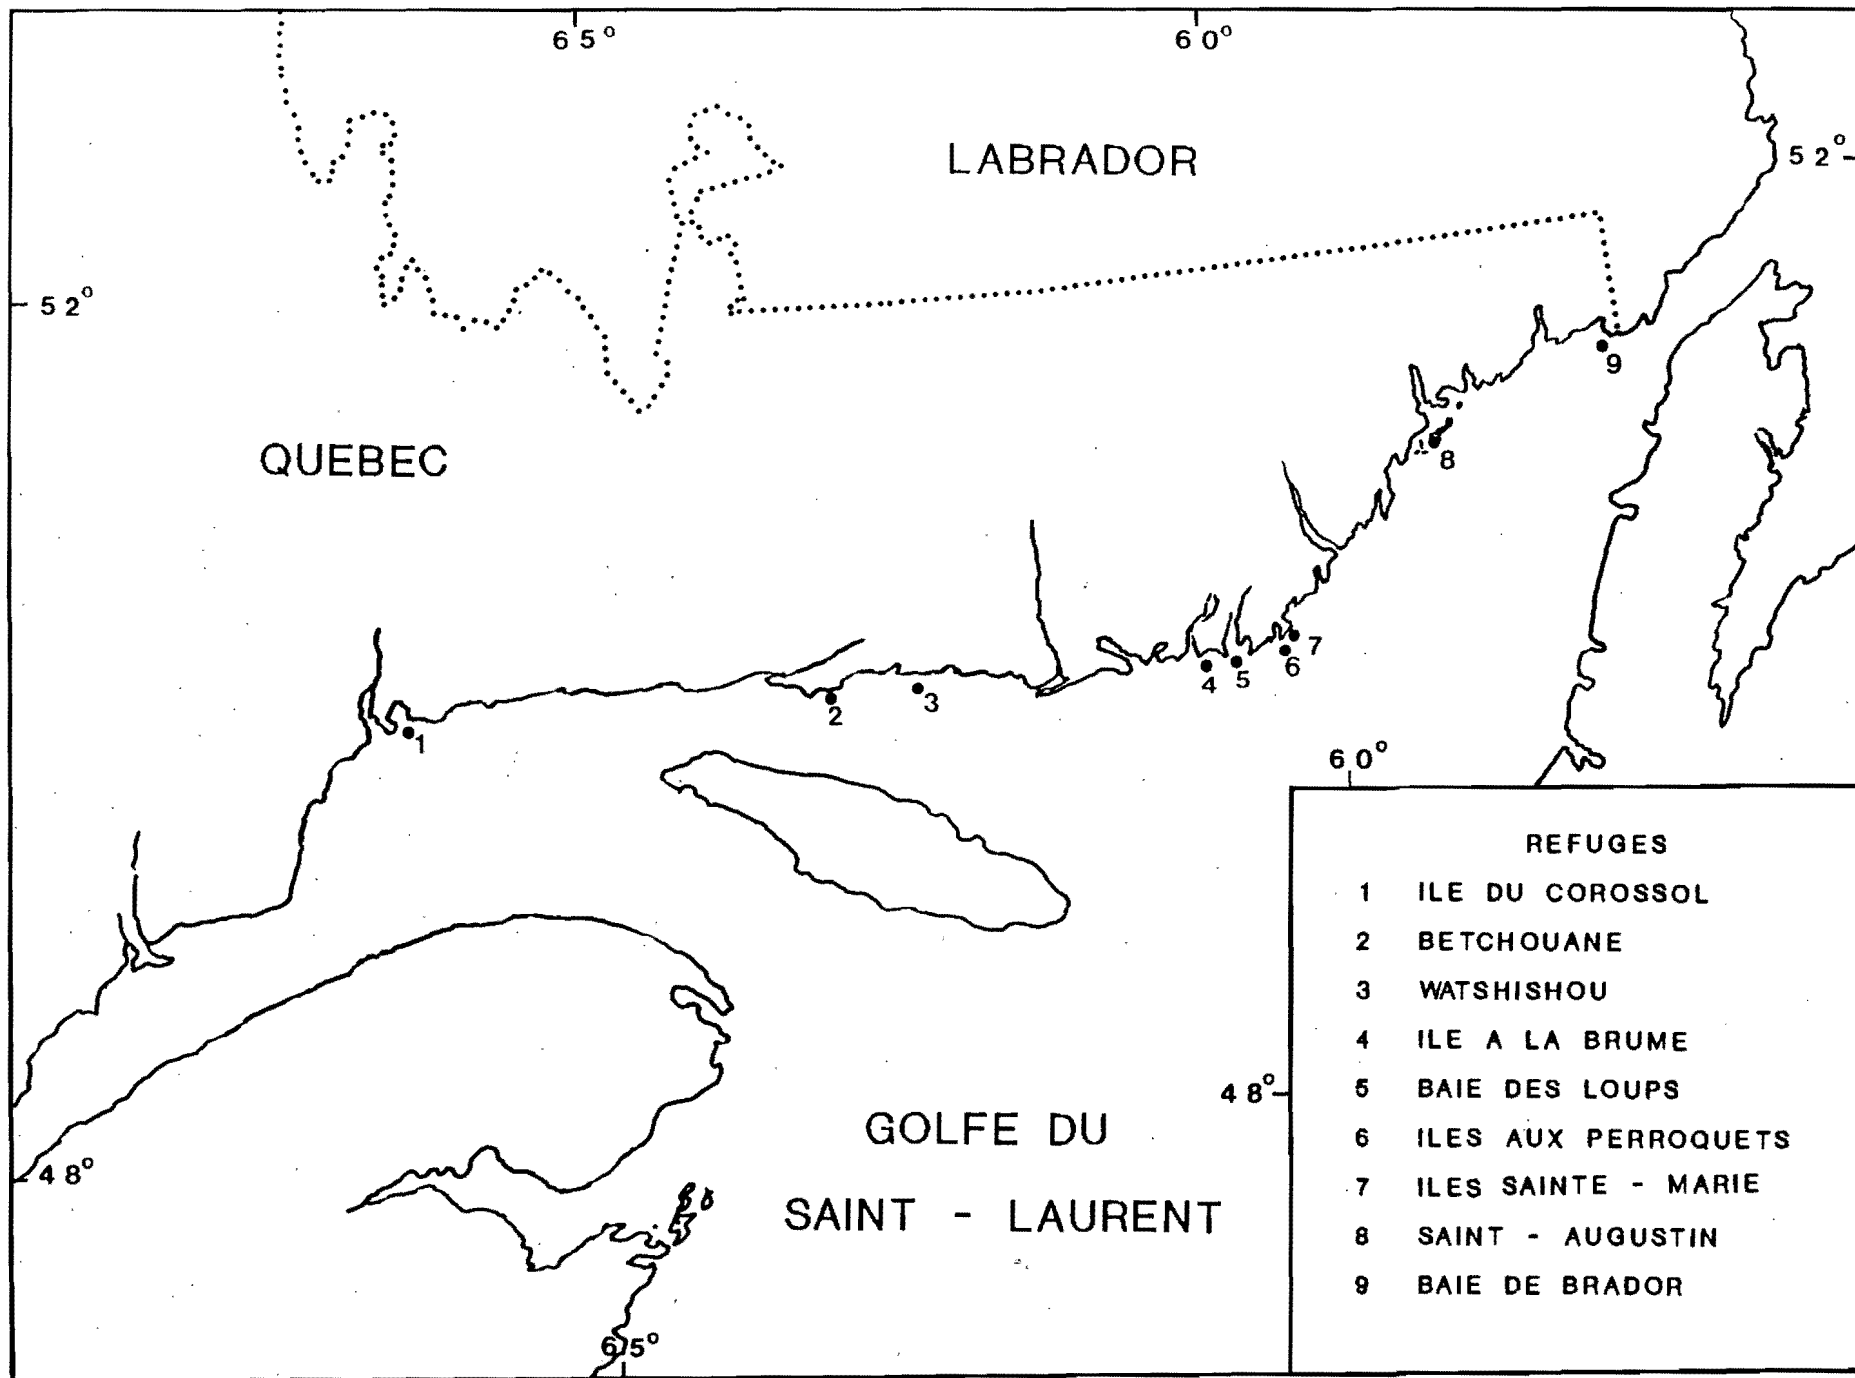 65° 60°
LABRADOR
52°
52°
9
QUEBEC
8
7
6
5
4
3
2
1
60°
REFUGES
1 ILE DU COROSSOL
2 BETCHOUANE
3 WATSHISHOU
4 ILE A LA BRUME
5 BAIE DES LOUPS
6 ILES AUX PERROQUETS
7 ILES SAINTE - MARIE
8 SAINT - AUGUSTIN
9 BAIE DE BRADOR
48°
GOLFE DU
SAINT - LAURENT
48°
65°